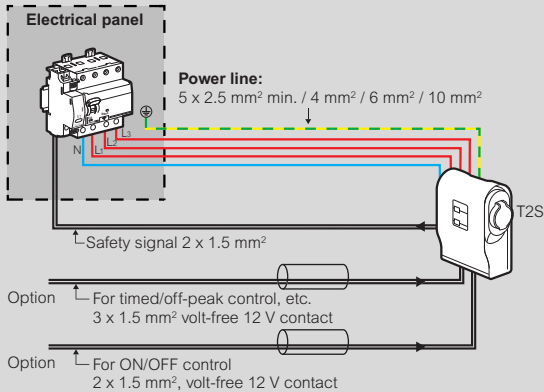 Electrical panel
Power line:
5 x 2.5 mm² min. / 4 mm² / 6 mm² / 10 mm²
N L1 L2 L3
T2S
Safety signal 2 x 1.5 mm²
Option
For timed/off-peak control, etc.
3 x 1.5 mm² volt-free 12 V contact
Option
For ON/OFF control
2 x 1.5 mm², volt-free 12 V contact